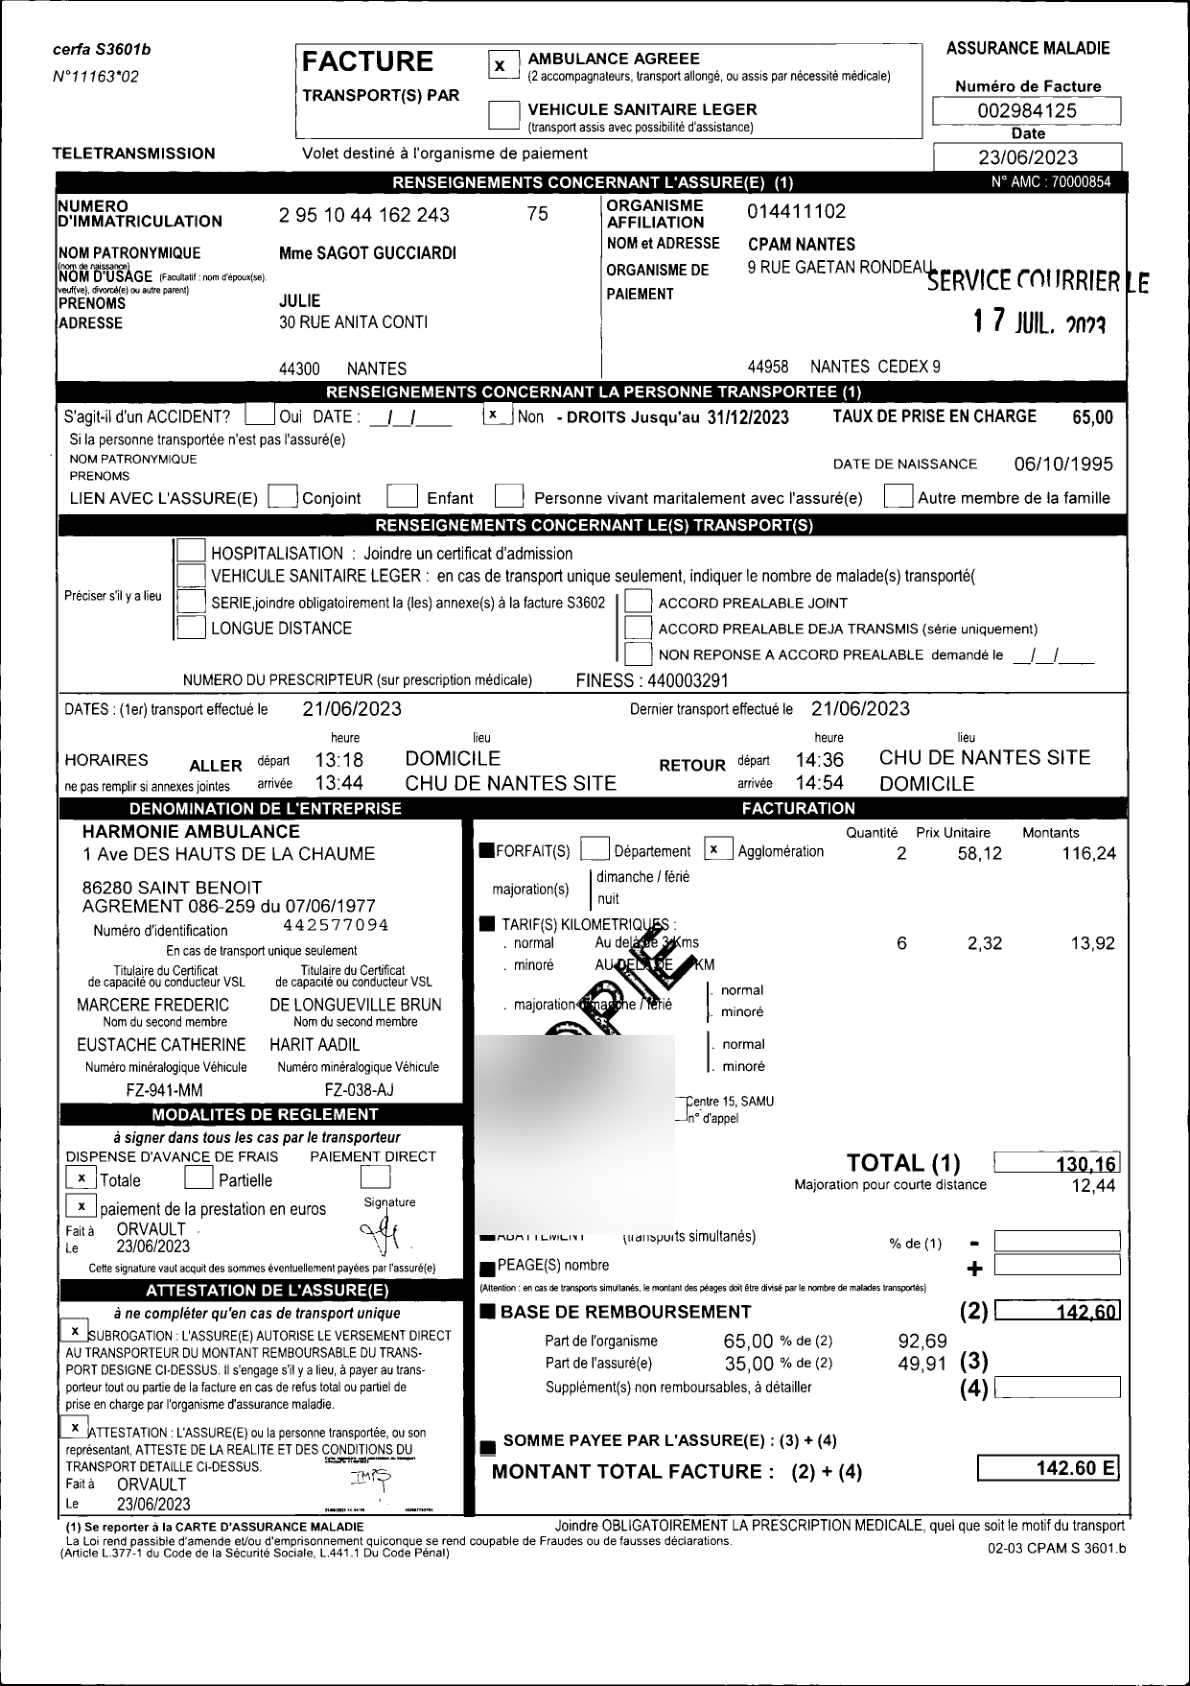 cerfa S3601b
N°11163*02
FACTURE
TRANSPORT(S) PAR
x AMBULANCE AGREEE
(2 accompagnateurs, transport allongé, ou assis par nécessité médicale)
VEHICULE SANITAIRE LEGER
(transport assis avec possibilité d'assistance)
ASSURANCE MALADIE
Numéro de Facture
002984125
Date
23/06/2023
TELETRANSMISSION
Volet destiné à l'organisme de paiement
RENSEIGNEMENTS CONCERNANT L'ASSURE(E) (1)
N° AMC : 70000854
NUMERO D'IMMATRICULATION 2 95 10 44 162 243 75
NOM PATRONYMIQUE Mme SAGOT GUCCIARDI
(nom de naissance)
NOM D'USAGE (Facultatif : nom d'époux(se).
veuf(ve), divorcé(e) ou autre parent)
PRENOMS JULIE
ADRESSE 30 RUE ANITA CONTI
44300 NANTES
ORGANISME AFFILIATION 014411102
NOM et ADRESSE CPAM NANTES
ORGANISME DE 9 RUE GAETAN RONDEAU
PAIEMENT
SERVICE COURRIER LE
17 JUIL. 2023
44958 NANTES CEDEX 9
RENSEIGNEMENTS CONCERNANT LA PERSONNE TRANSPORTEE (1)
S'agit-il d'un ACCIDENT? Oui DATE : __/__/____ x Non - DROITS Jusqu'au 31/12/2023 TAUX DE PRISE EN CHARGE 65,00
Si la personne transportée n'est pas l'assuré(e)
NOM PATRONYMIQUE
PRENOMS
DATE DE NAISSANCE 06/10/1995
LIEN AVEC L'ASSURE(E) Conjoint Enfant Personne vivant maritalement avec l'assuré(e) Autre membre de la famille
RENSEIGNEMENTS CONCERNANT LE(S) TRANSPORT(S)
Préciser s'il y a lieu
HOSPITALISATION : Joindre un certificat d'admission
VEHICULE SANITAIRE LEGER : en cas de transport unique seulement, indiquer le nombre de malade(s) transporté(
SERIE,joindre obligatoirement la (les) annexe(s) à la facture S3602
LONGUE DISTANCE
ACCORD PREALABLE JOINT
ACCORD PREALABLE DEJA TRANSMIS (série uniquement)
NON REPONSE A ACCORD PREALABLE demandé le __/__/____
NUMERO DU PRESCRIPTEUR (sur prescription médicale) FINESS : 440003291
DATES : (1er) transport effectué le 21/06/2023 Dernier transport effectué le 21/06/2023
heure lieu heure lieu
HORAIRES ALLER départ 13:18 DOMICILE RETOUR départ 14:36 CHU DE NANTES SITE
ne pas remplir si annexes jointes arrivée 13:44 CHU DE NANTES SITE arrivée 14:54 DOMICILE
DENOMINATION DE L'ENTREPRISE
HARMONIE AMBULANCE
1 Ave DES HAUTS DE LA CHAUME
86280 SAINT BENOIT
AGREMENT 086-259 du 07/06/1977
Numéro d'identification 442577094
En cas de transport unique seulement
Titulaire du Certificat Titulaire du Certificat
de capacité ou conducteur VSL de capacité ou conducteur VSL
MARCERE FREDERIC DE LONGUEVILLE BRUN
Nom du second membre Nom du second membre
EUSTACHE CATHERINE HARIT AADIL
Numéro minéralogique Véhicule Numéro minéralogique Véhicule
FZ-941-MM FZ-038-AJ
MODALITES DE REGLEMENT
à signer dans tous les cas par le transporteur
DISPENSE D'AVANCE DE FRAIS PAIEMENT DIRECT
x Totale Partielle
x paiement de la prestation en euros Signature
Fait à ORVAULT
Le 23/06/2023
Cette signature vaut acquit des sommes éventuellement payées par l'assuré(e)
ATTESTATION DE L'ASSURE(E)
à ne compléter qu'en cas de transport unique
x SUBROGATION : L'ASSURE(E) AUTORISE LE VERSEMENT DIRECT
AU TRANSPORTEUR DU MONTANT REMBOURSABLE DU TRANS-
PORT DESIGNE CI-DESSUS. Il s'engage s'il y a lieu, à payer au trans-
porteur tout ou partie de la facture en cas de refus total ou partiel de
prise en charge par l'organisme d'assurance maladie.
x ATTESTATION : L'ASSURE(E) ou la personne transportée, ou son
représentant, ATTESTE DE LA REALITE ET DES CONDITIONS DU
TRANSPORT DETAILLE CI-DESSUS.
Fait à ORVAULT
Le 23/06/2023
FACTURATION
Quantité Prix Unitaire Montants
FORFAIT(S) Département x Agglomération 2 58,12 116,24
majoration(s) dimanche / férié
nuit
TARIF(S) KILOMETRIQUES :
. normal Au delà de 3 Kms 6 2,32 13,92
. minoré AU DELA DE KM
. majoration dimanche / férié
. normal
. minoré
. normal
. minoré
Centre 15, SAMU
n° d'appel
TOTAL (1) 130,16
Majoration pour courte distance 12,44
ABATTEMENT (transports simultanés) % de (1) -
PEAGE(S) nombre +
(Attention : en cas de transports simultanés, le montant des péages doit être divisé par le nombre de malades transportés)
BASE DE REMBOURSEMENT (2) 142,60
Part de l'organisme 65,00 % de (2) 92,69
Part de l'assuré(e) 35,00 % de (2) 49,91 (3)
Supplément(s) non remboursables, à détailler (4)
SOMME PAYEE PAR L'ASSURE(E) : (3) + (4)
MONTANT TOTAL FACTURE : (2) + (4) 142.60 E
(1) Se reporter à la CARTE D'ASSURANCE MALADIE
La Loi rend passible d'amende et/ou d'emprisonnement quiconque se rend coupable de Fraudes ou de fausses déclarations.
(Article L.377-1 du Code de la Sécurité Sociale, L.441.1 Du Code Pénal)
Joindre OBLIGATOIREMENT LA PRESCRIPTION MEDICALE, quel que soit le motif du transport
02-03 CPAM S 3601.b